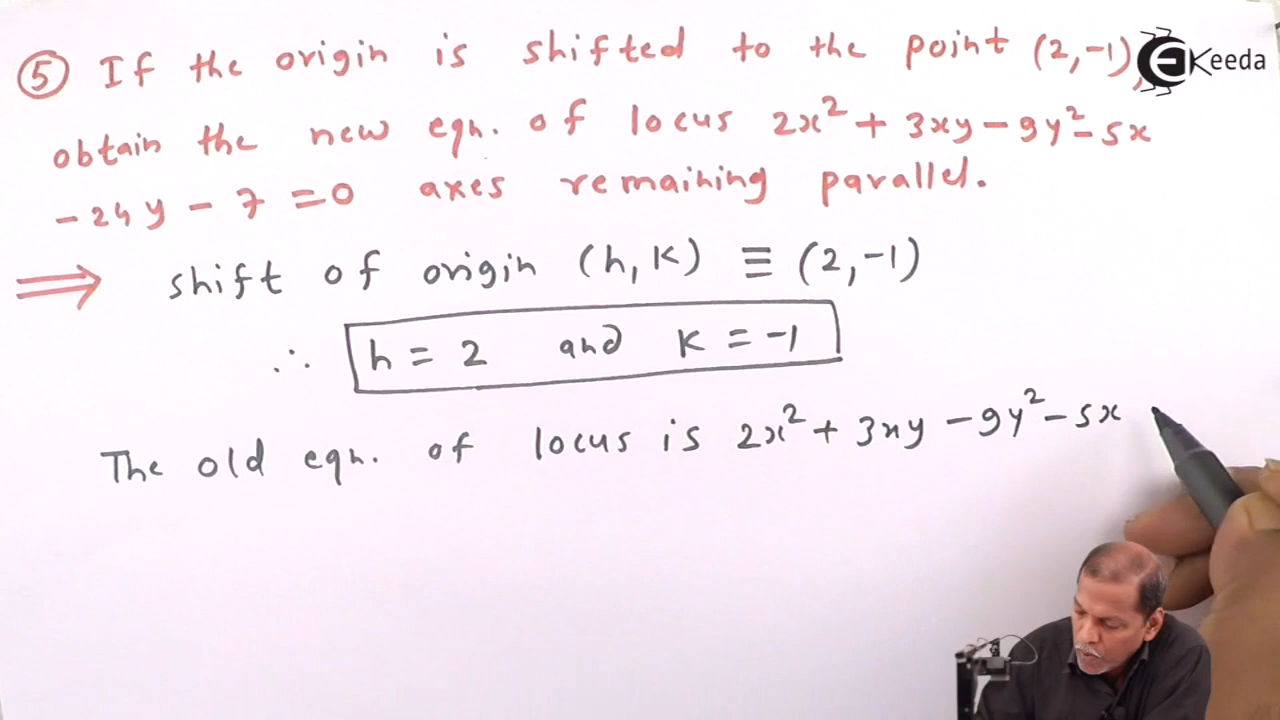 ⑤ If the origin is shifted to the point (2,-1),
EKeeda
obtain the new eqn. of locus 2x² + 3xy - 9y² - 5x
- 24y - 7 = 0 axes remaining parallel.
⟹ shift of origin (h, K) ≡ (2, -1)
∴ h = 2 and K = -1
The old eqn. of locus is 2x² + 3xy - 9y² - 5x